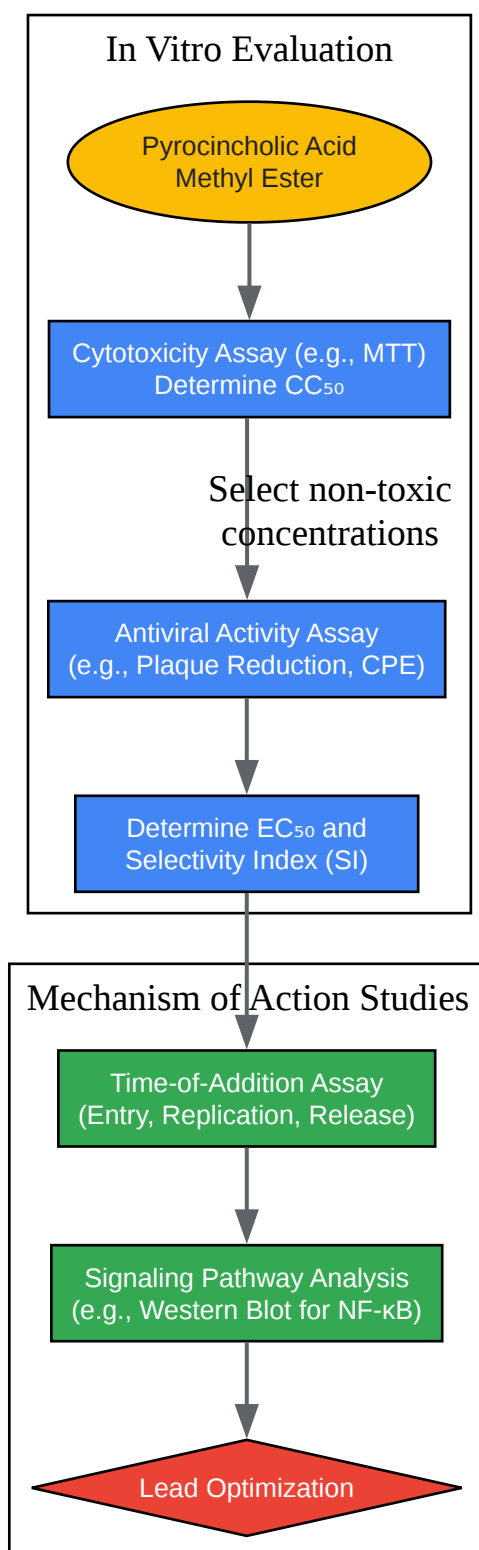 In Vitro Evaluation
Pyrocincholic Acid
Methyl Ester
Cytotoxicity Assay (e.g., MTT)
Determine CC₅₀
Select non-toxic
concentrations
Antiviral Activity Assay
(e.g., Plaque Reduction, CPE)
Determine EC₅₀ and
Selectivity Index (SI)
Mechanism of Action Studies
Time-of-Addition Assay
(Entry, Replication, Release)
Signaling Pathway Analysis
(e.g., Western Blot for NF-κB)
Lead Optimization